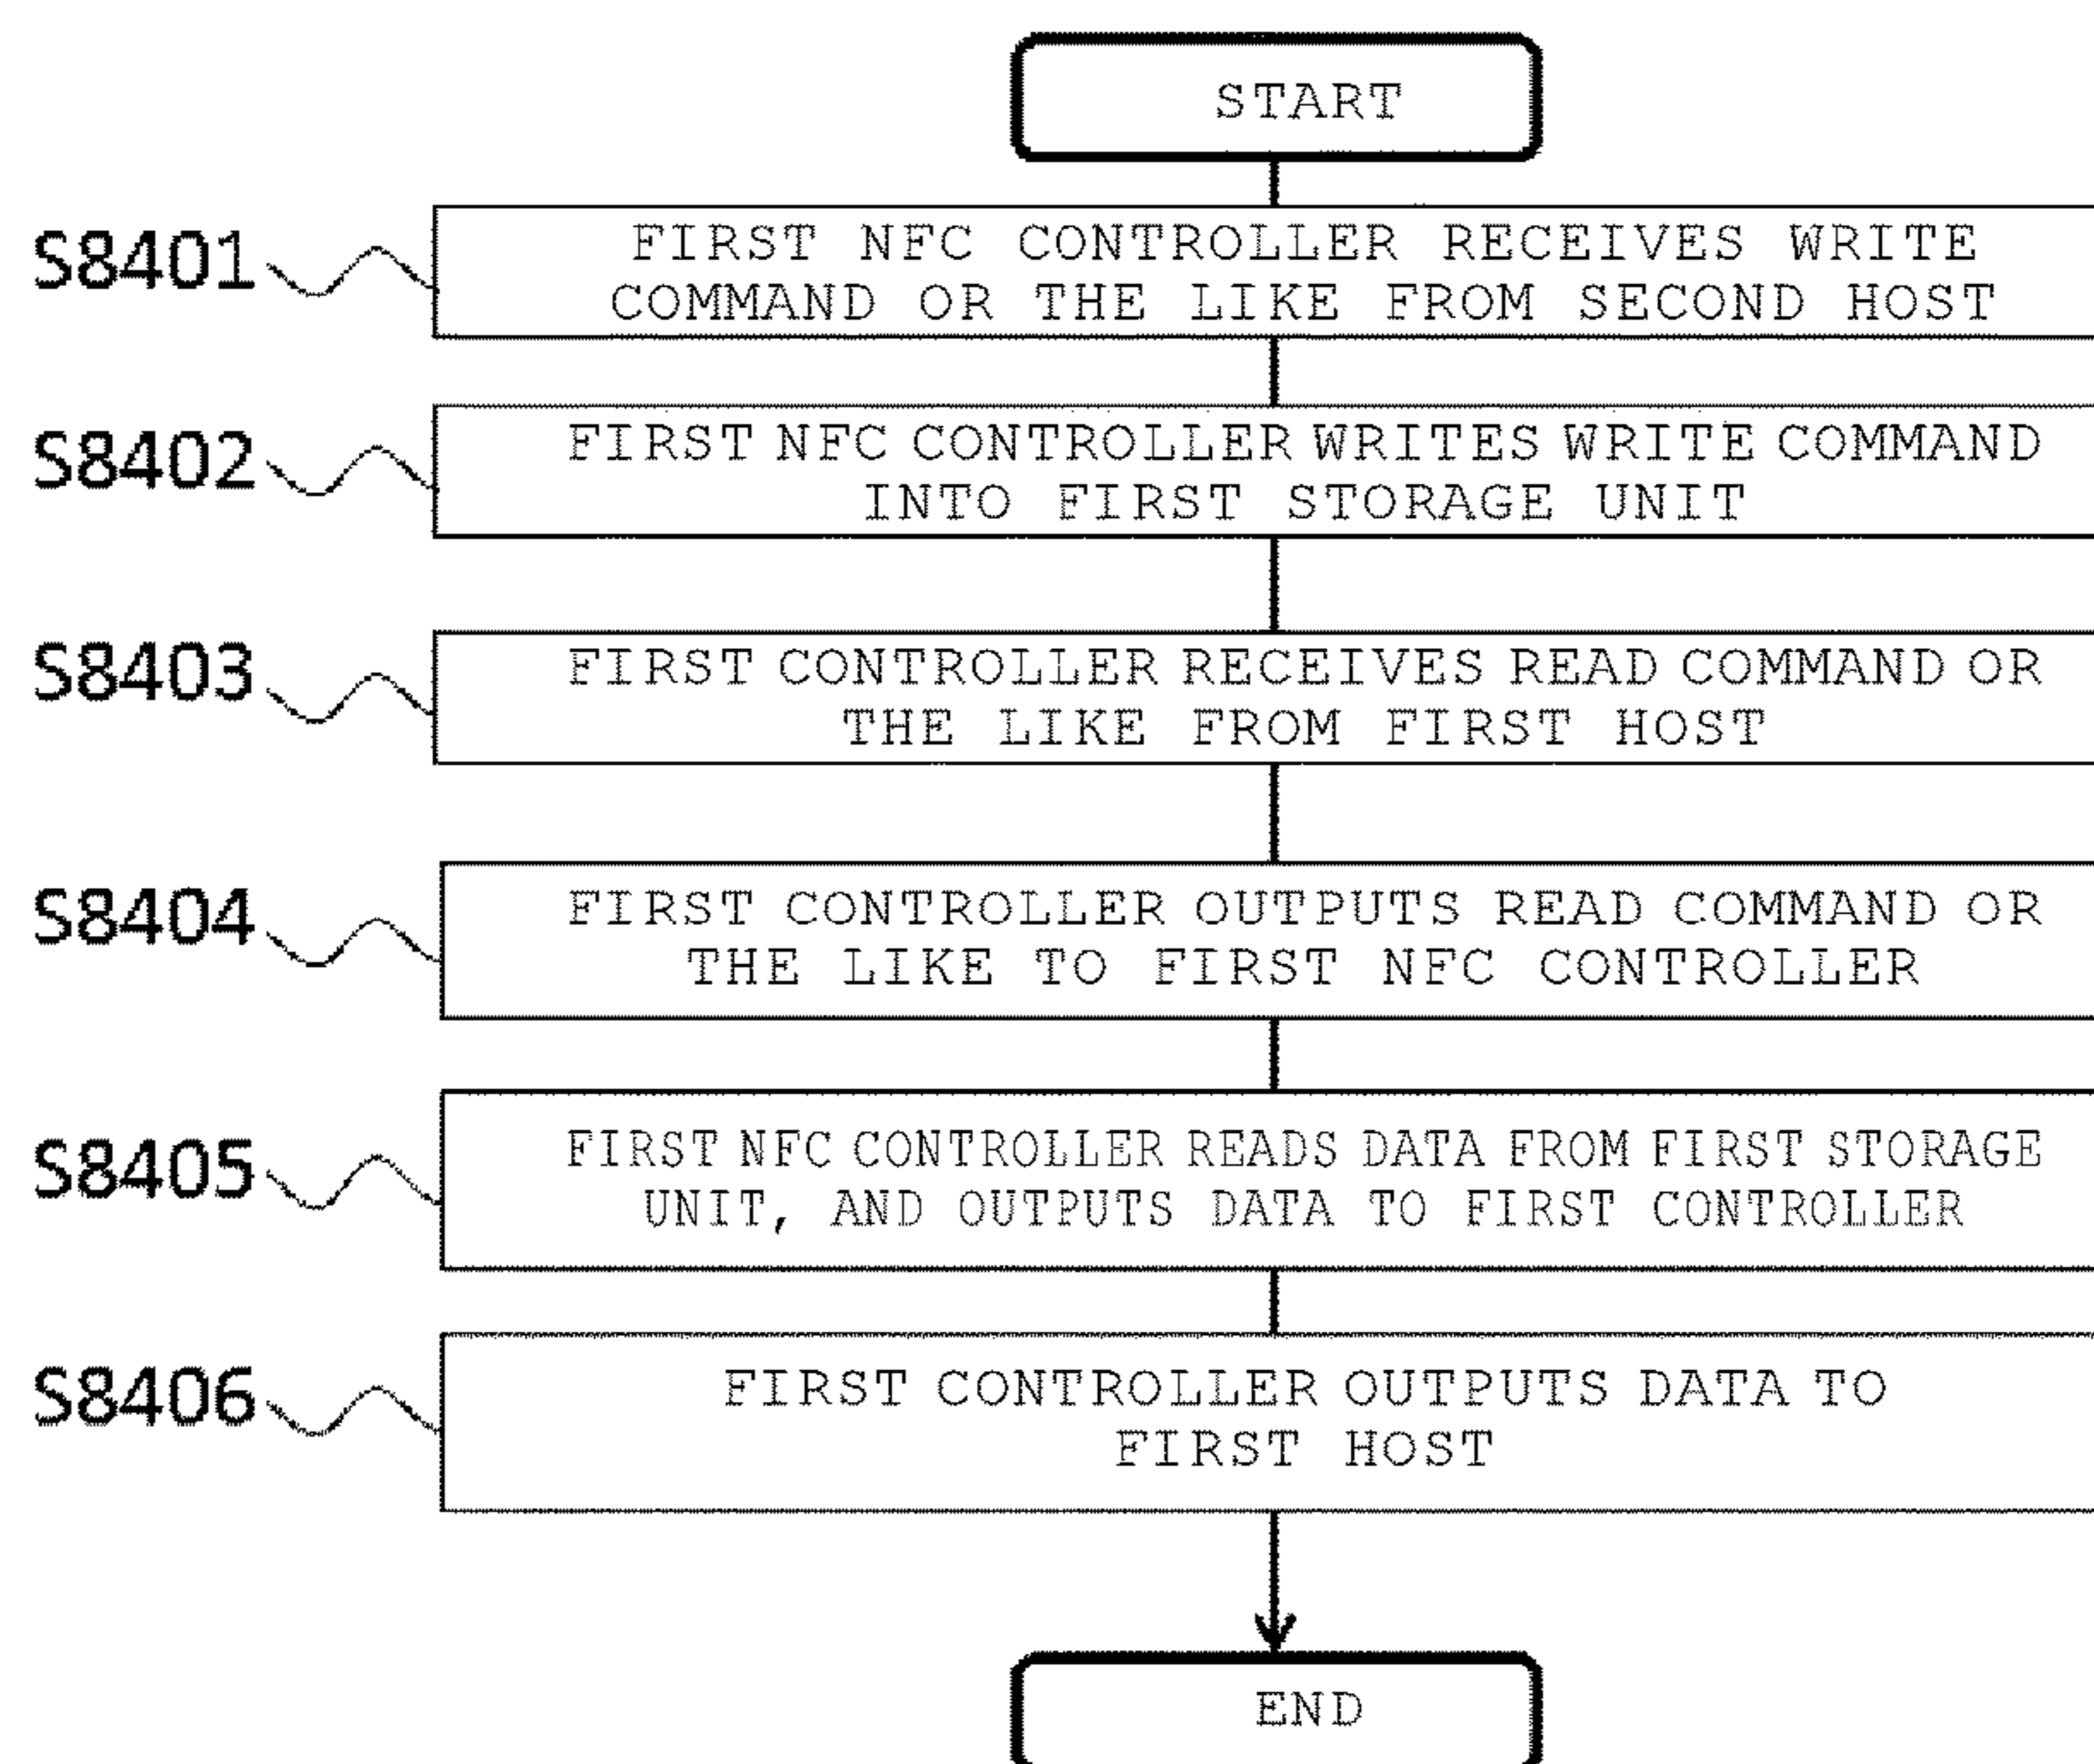 START
S8401
FIRST NFC CONTROLLER RECEIVES WRITE
COMMAND OR THE LIKE FROM SECOND HOST
S8402
FIRST NFC CONTROLLER WRITES WRITE COMMAND
INTO FIRST STORAGE UNIT
S8403
FIRST CONTROLLER RECEIVES READ COMMAND OR
THE LIKE FROM FIRST HOST
S8404
FIRST CONTROLLER OUTPUTS READ COMMAND OR
THE LIKE TO FIRST NFC CONTROLLER
S8405
FIRST NFC CONTROLLER READS DATA FROM FIRST STORAGE
UNIT, AND OUTPUTS DATA TO FIRST CONTROLLER
S8406
FIRST CONTROLLER OUTPUTS DATA TO
FIRST HOST
END